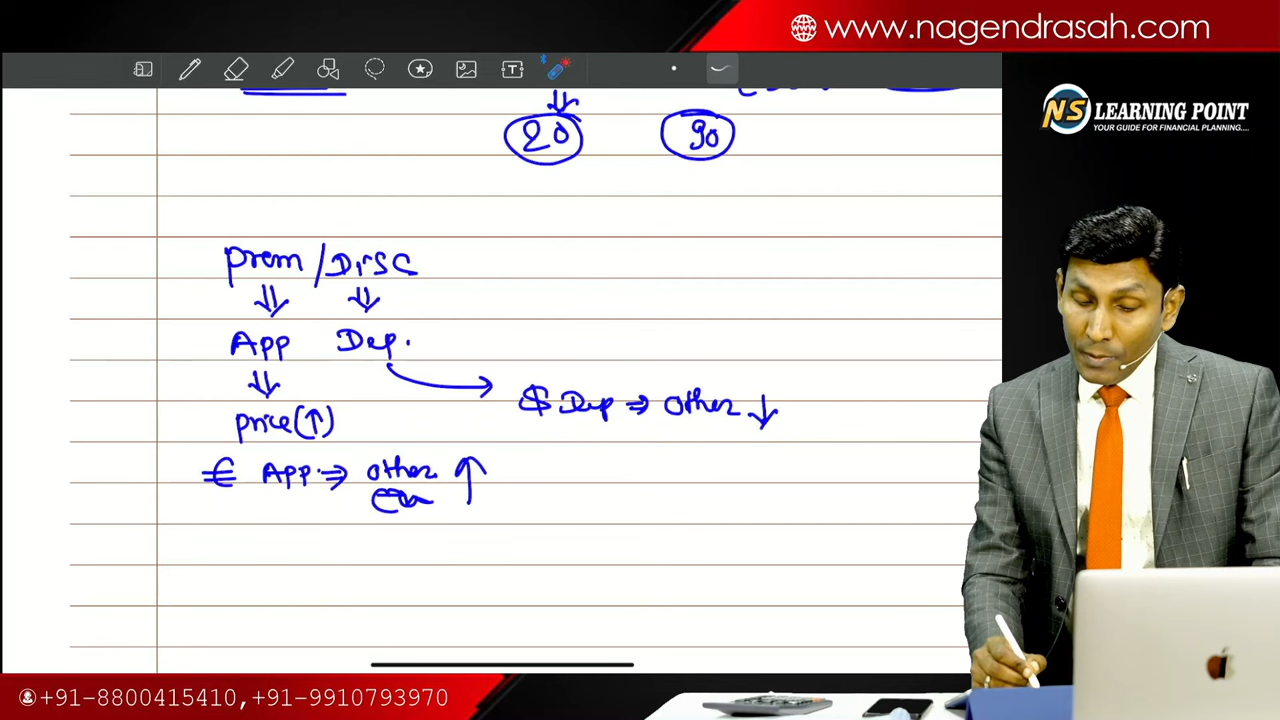 www.nagendrasah.com
NS LEARNING POINT
YOUR GUIDE FOR FINANCIAL PLANNING....
20 90
prem / Disc
⇓ ⇓
App Dep.
⇓
price(↑)
$ Dep ⇒ Other ↓
€ App. ⇒ Other ↑
+91-8800415410,+91-9910793970